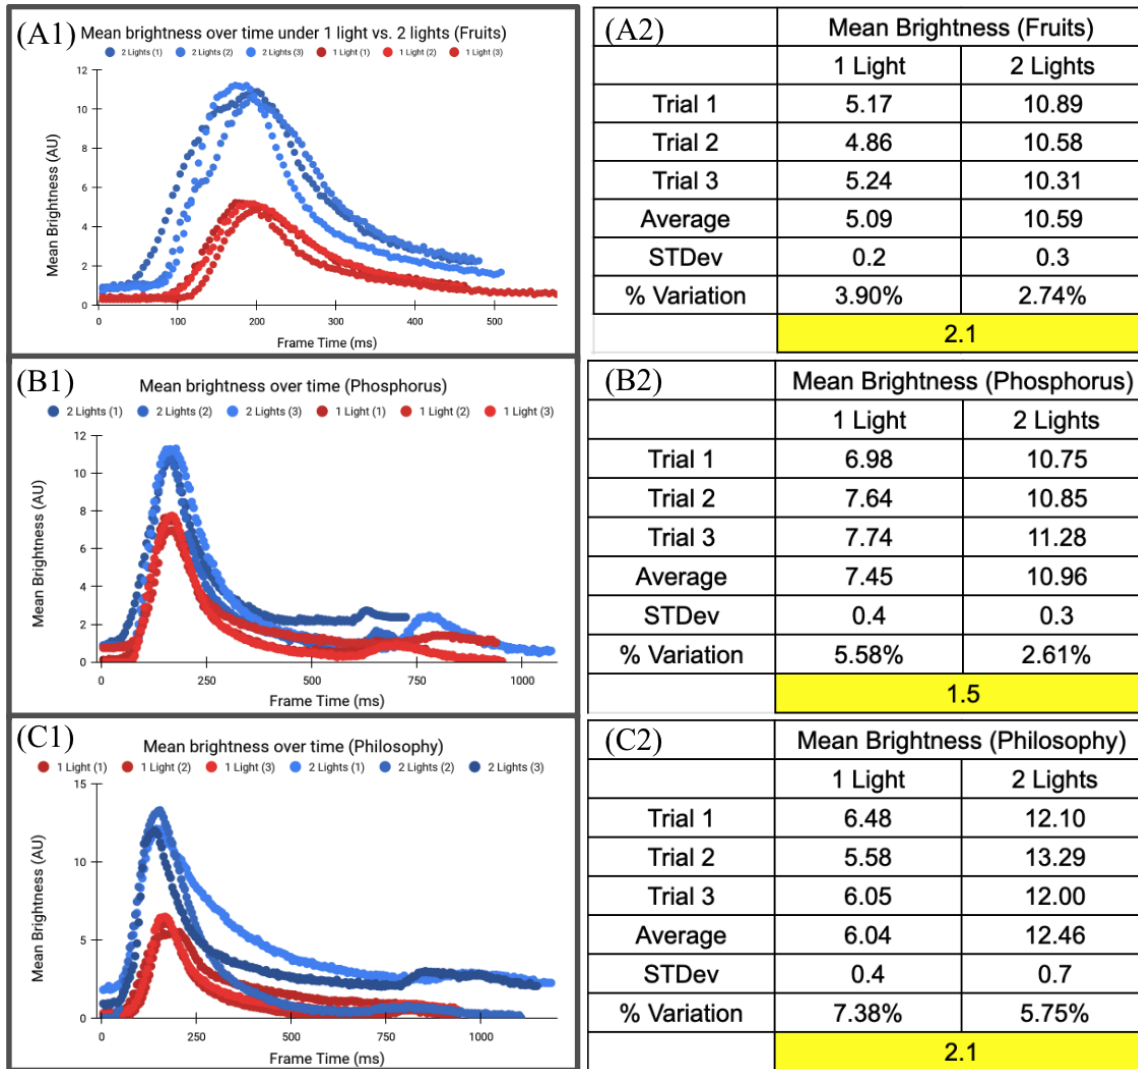 (A1)
Mean brightness over time under 1 light vs. 2 lights (Fruits)
2 Lights (1) 2 Lights (2) 2 Lights (3) 1 Light (1) 1 Light (2) 1 Light (3)
Mean Brightness (AU)
12
10
8
6
4
2
0
0 100 200 300 400 500
Frame Time (ms)
(A2) Mean Brightness (Fruits)
1 Light 2 Lights
Trial 1 5.17 10.89
Trial 2 4.86 10.58
Trial 3 5.24 10.31
Average 5.09 10.59
STDev 0.2 0.3
% Variation 3.90% 2.74%
2.1
(B1)
Mean brightness over time (Phosphorus)
2 Lights (1) 2 Lights (2) 2 Lights (3) 1 Light (1) 1 Light (2) 1 Light (3)
Mean Brightness (AU)
12
10
8
6
4
2
0
0 250 500 750 1000
Frame Time (ms)
(B2) Mean Brightness (Phosphorus)
1 Light 2 Lights
Trial 1 6.98 10.75
Trial 2 7.64 10.85
Trial 3 7.74 11.28
Average 7.45 10.96
STDev 0.4 0.3
% Variation 5.58% 2.61%
1.5
(C1)
Mean brightness over time (Philosophy)
1 Light (1) 1 Light (2) 1 Light (3) 2 Lights (1) 2 Lights (2) 2 Lights (3)
Mean Brightness (AU)
15
10
5
0
0 250 500 750 1000
Frame Time (ms)
(C2) Mean Brightness (Philosophy)
1 Light 2 Lights
Trial 1 6.48 12.10
Trial 2 5.58 13.29
Trial 3 6.05 12.00
Average 6.04 12.46
STDev 0.4 0.7
% Variation 7.38% 5.75%
2.1